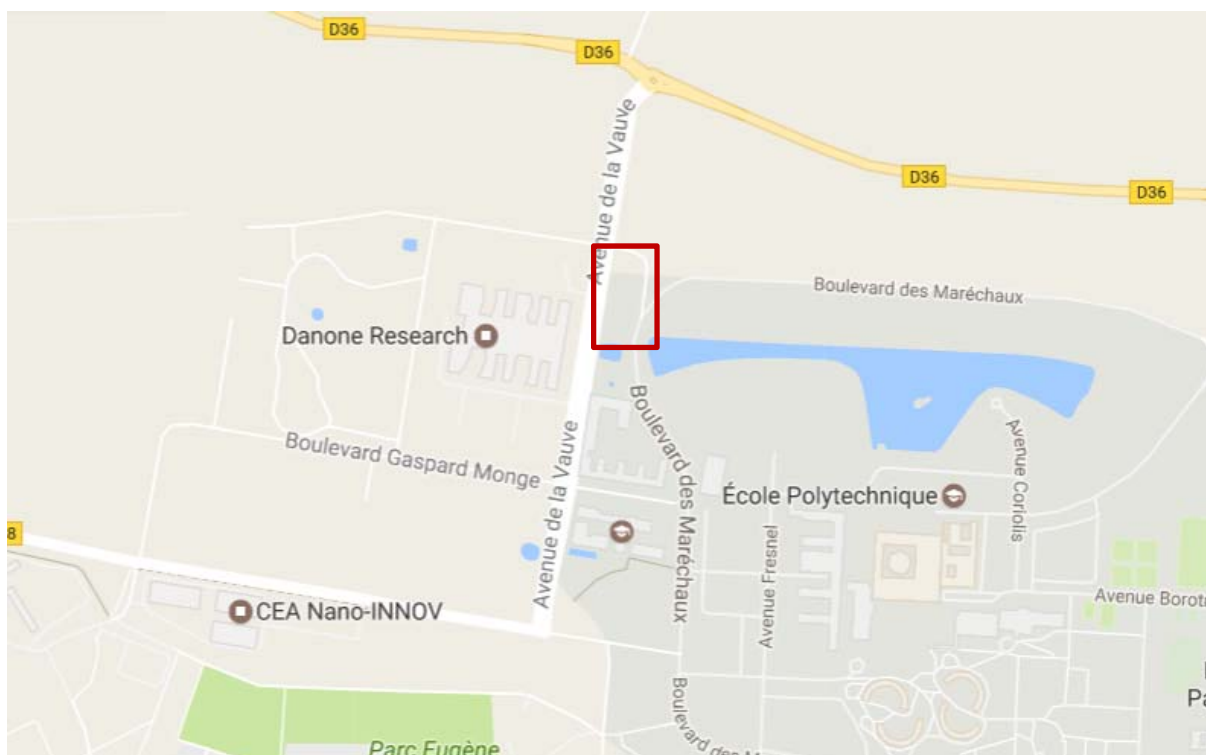 D36
D36
Avenue de la Vauve
D36
D36
Boulevard des Maréchaux
Danone Research
Boulevard des Maréchaux
Avenue Coriolis
Boulevard Gaspard Monge
Avenue de la Vauve
École Polytechnique
8
Avenue Fresnel
CEA Nano-INNOV
Avenue Boroti
Pa
Boulevard des M
Parc Eugène